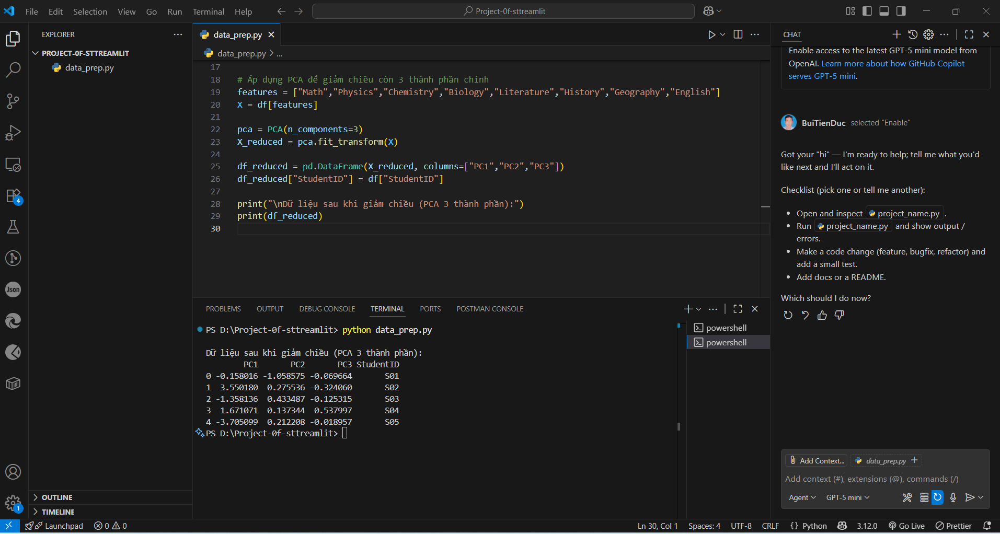 File Edit Selection View Go Run Terminal Help
Project-0f-sttreamlit
EXPLORER
PROJECT-0F-STTREAMLIT
data_prep.py
OUTLINE
TIMELINE
4
Json
1
data_prep.py
data_prep.py > ...
17
18 # Áp dụng PCA để giảm chiều còn 3 thành phần chính
19 features = ["Math","Physics","Chemistry","Biology","Literature","History","Geography","English"]
20 X = df[features]
21
22 pca = PCA(n_components=3)
23 X_reduced = pca.fit_transform(X)
24
25 df_reduced = pd.DataFrame(X_reduced, columns=["PC1","PC2","PC3"])
26 df_reduced["StudentID"] = df["StudentID"]
27
28 print("\nDữ liệu sau khi giảm chiều (PCA 3 thành phần):")
29 print(df_reduced)
30
PROBLEMS OUTPUT DEBUG CONSOLE TERMINAL PORTS POSTMAN CONSOLE
PS D:\Project-0f-sttreamlit> python data_prep.py
Dữ liệu sau khi giảm chiều (PCA 3 thành phần):
PC1 PC2 PC3 StudentID
0 -0.158016 -1.058575 -0.069664 S01
1 3.550180 0.275536 -0.324060 S02
2 -1.358136 0.433487 -0.125315 S03
3 1.671071 0.137344 0.537997 S04
4 -3.705099 0.212208 -0.018957 S05
PS D:\Project-0f-sttreamlit>
powershell
powershell
CHAT
Enable access to the latest GPT-5 mini model from
OpenAI. Learn more about how GitHub Copilot
serves GPT-5 mini.
BuiTienDuc selected "Enable"
Got your "hi" — I'm ready to help; tell me what you'd
like next and I'll act on it.
Checklist (pick one or tell me another):
• Open and inspect project_name.py .
• Run project_name.py and show output /
errors.
• Make a code change (feature, bugfix, refactor) and
add a small test.
• Add docs or a README.
Which should I do now?
Add Context... data_prep.py
Add context (#), extensions (@), commands (/)
Agent GPT-5 mini
Launchpad 0 0 Ln 30, Col 1 Spaces: 4 UTF-8 CRLF {} Python 3.12.0 Go Live Prettier